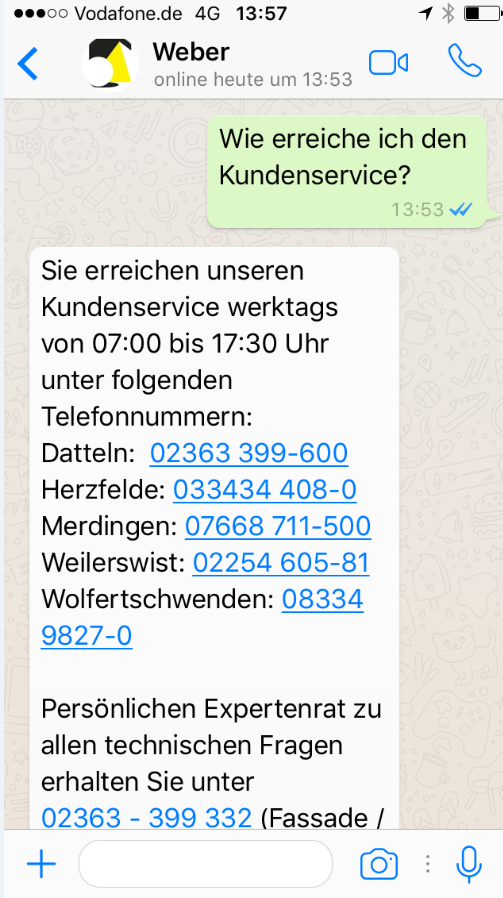 Vodafone.de 4G 13:57
Weber
online heute um 13:53
Wie erreiche ich den
Kundenservice?
13:53
Sie erreichen unseren
Kundenservice werktags
von 07:00 bis 17:30 Uhr
unter folgenden
Telefonnummern:
Datteln: 02363 399-600
Herzfelde: 033434 408-0
Merdingen: 07668 711-500
Weilerswist: 02254 605-81
Wolfertschwenden: 08334
9827-0
Persönlichen Expertenrat zu
allen technischen Fragen
erhalten Sie unter
02363 - 399 332 (Fassade /